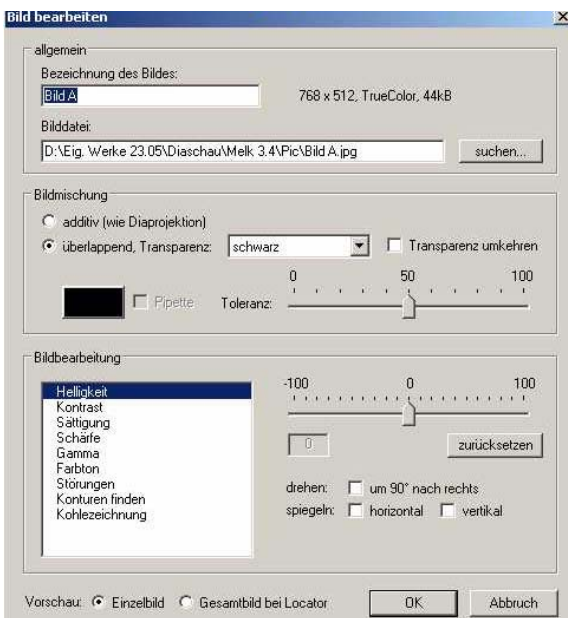 Bild bearbeiten
allgemein
Bezeichnung des Bildes:
Bild A
768 x 512, TrueColor, 44kB
Bilddatei:
D:\Eig. Werke 23.05\Diaschau\Melk 3.4\Pic\Bild A.jpg
suchen...
Bildmischung
additiv (wie Diaprojektion)
überlappend, Transparenz: schwarz Transparenz umkehren
0 50 100
Pipette Toleranz:
Bildbearbeitung
Helligkeit
Kontrast
Sättigung
Schärfe
Gamma
Farbton
Störungen
Konturen finden
Kohlezeichnung
-100 0 100
0 zurücksetzen
drehen: um 90° nach rechts
spiegeln: horizontal vertikal
Vorschau: Einzelbild Gesamtbild bei Locator OK Abbruch